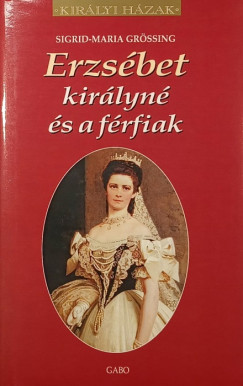 KIRÁLYI HÁZAK
SIGRID-MARIA GRÖSSING
Erzsébet
királyné
és a férfiak
GABO